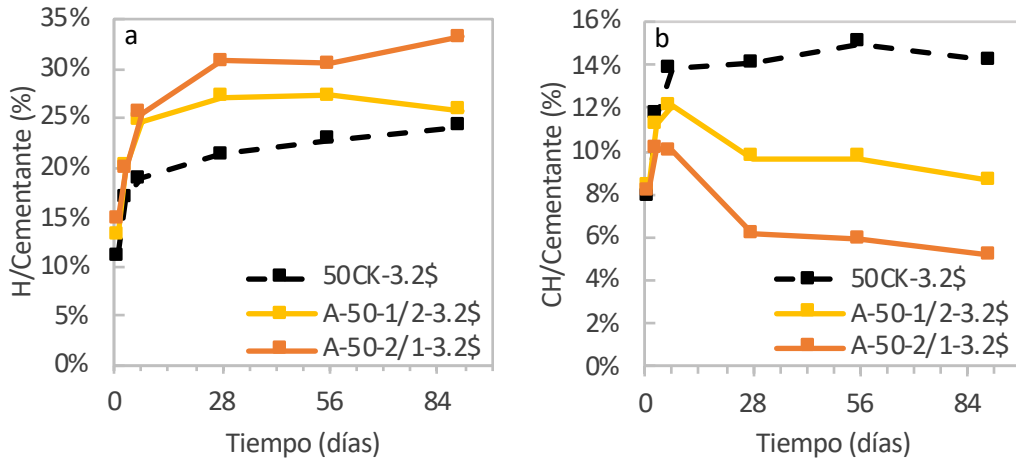 a
35%
30%
25%
20%
15%
10%
5%
0%
H/Cementante (%)
50CK-3.2$
A-50-1/2-3.2$
A-50-2/1-3.2$
0 28 56 84
Tiempo (días)
b
16%
14%
12%
10%
8%
6%
4%
2%
0%
CH/Cementante (%)
50CK-3.2$
A-50-1/2-3.2$
A-50-2/1-3.2$
0 28 56 84
Tiempo (días)